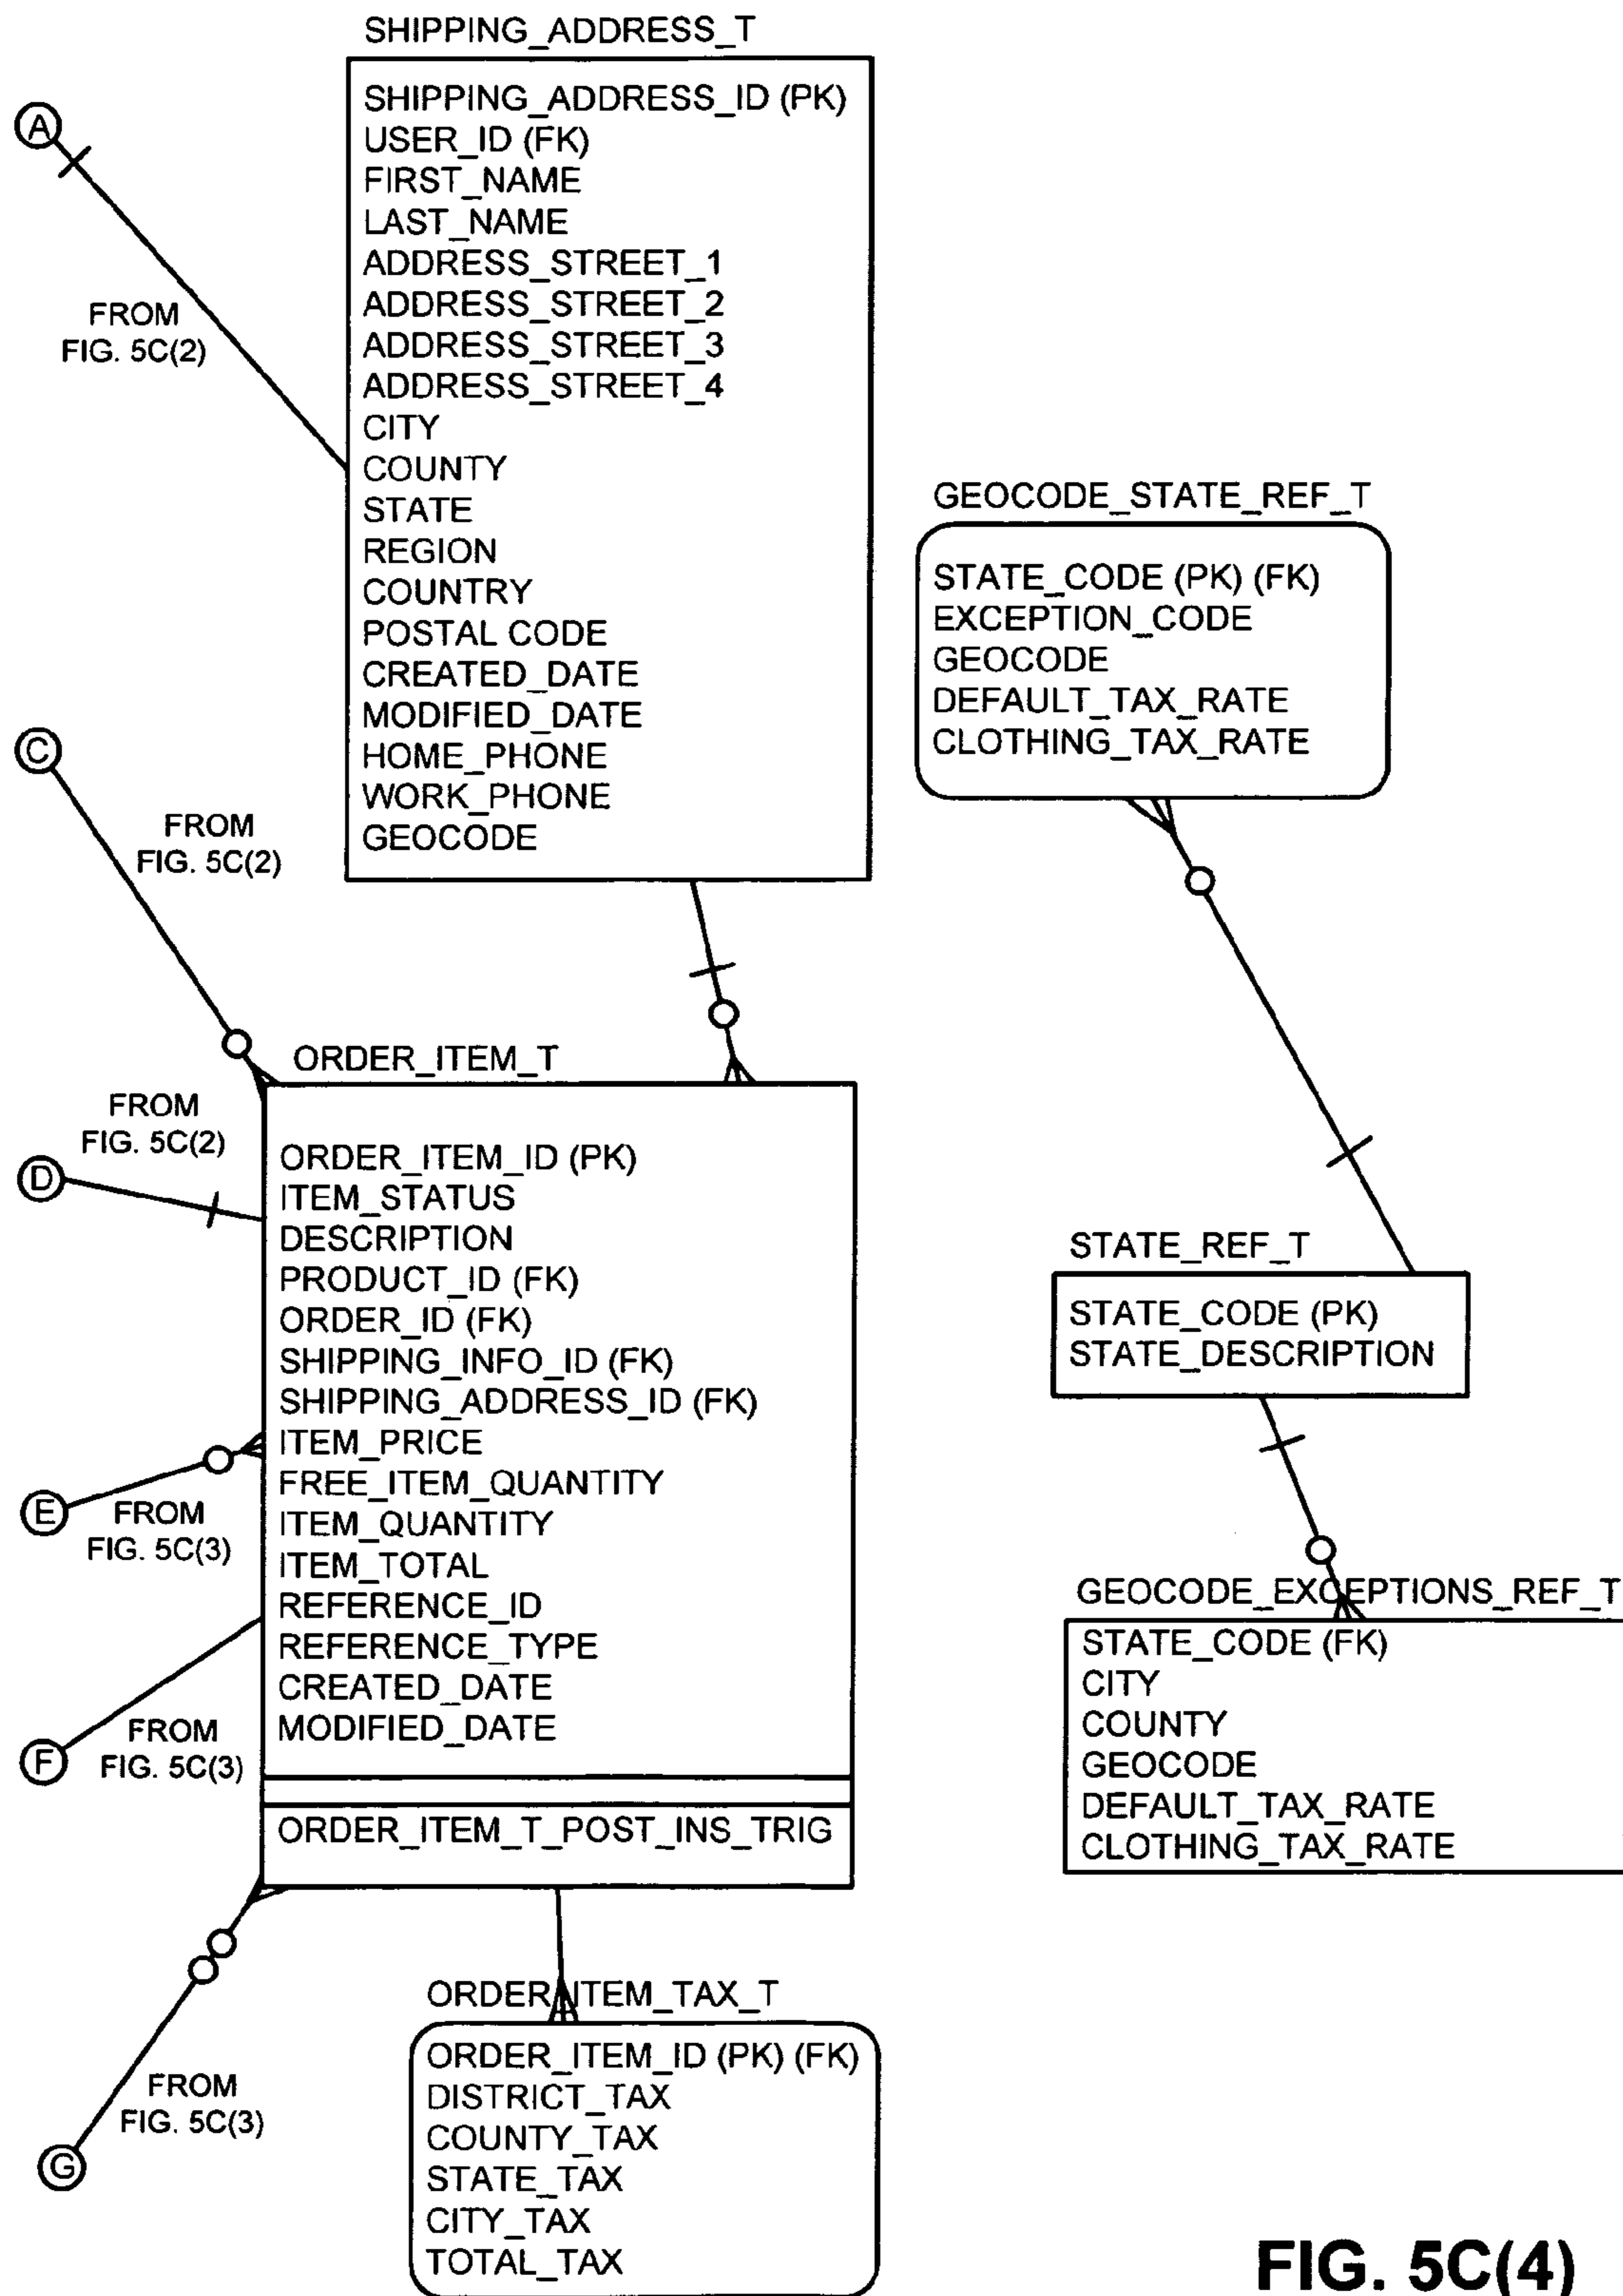 SHIPPING_ADDRESS_T
SHIPPING_ADDRESS_ID (PK)
USER_ID (FK)
FIRST_NAME
LAST_NAME
ADDRESS_STREET_1
ADDRESS_STREET_2
ADDRESS_STREET_3
ADDRESS_STREET_4
CITY
COUNTY
STATE
REGION
COUNTRY
POSTAL CODE
CREATED_DATE
MODIFIED_DATE
HOME_PHONE
WORK_PHONE
GEOCODE
A
FROM
FIG. 5C(2)
GEOCODE_STATE_REF_T
STATE_CODE (PK) (FK)
EXCEPTION_CODE
GEOCODE
DEFAULT_TAX_RATE
CLOTHING_TAX_RATE
C
FROM
FIG. 5C(2)
ORDER_ITEM_T
ORDER_ITEM_ID (PK)
ITEM_STATUS
DESCRIPTION
PRODUCT_ID (FK)
ORDER_ID (FK)
SHIPPING_INFO_ID (FK)
SHIPPING_ADDRESS_ID (FK)
ITEM_PRICE
FREE_ITEM_QUANTITY
ITEM_QUANTITY
ITEM_TOTAL
REFERENCE_ID
REFERENCE_TYPE
CREATED_DATE
MODIFIED_DATE
ORDER_ITEM_T_POST_INS_TRIG
FROM
FIG. 5C(2)
D
E
FROM
FIG. 5C(3)
F
FROM
FIG. 5C(3)
STATE_REF_T
STATE_CODE (PK)
STATE_DESCRIPTION
GEOCODE_EXCEPTIONS_REF_T
STATE_CODE (FK)
CITY
COUNTY
GEOCODE
DEFAULT_TAX_RATE
CLOTHING_TAX_RATE
FROM
FIG. 5C(3)
G
ORDER_ITEM_TAX_T
ORDER_ITEM_ID (PK) (FK)
DISTRICT_TAX
COUNTY_TAX
STATE_TAX
CITY_TAX
TOTAL_TAX
FIG. 5C(4)